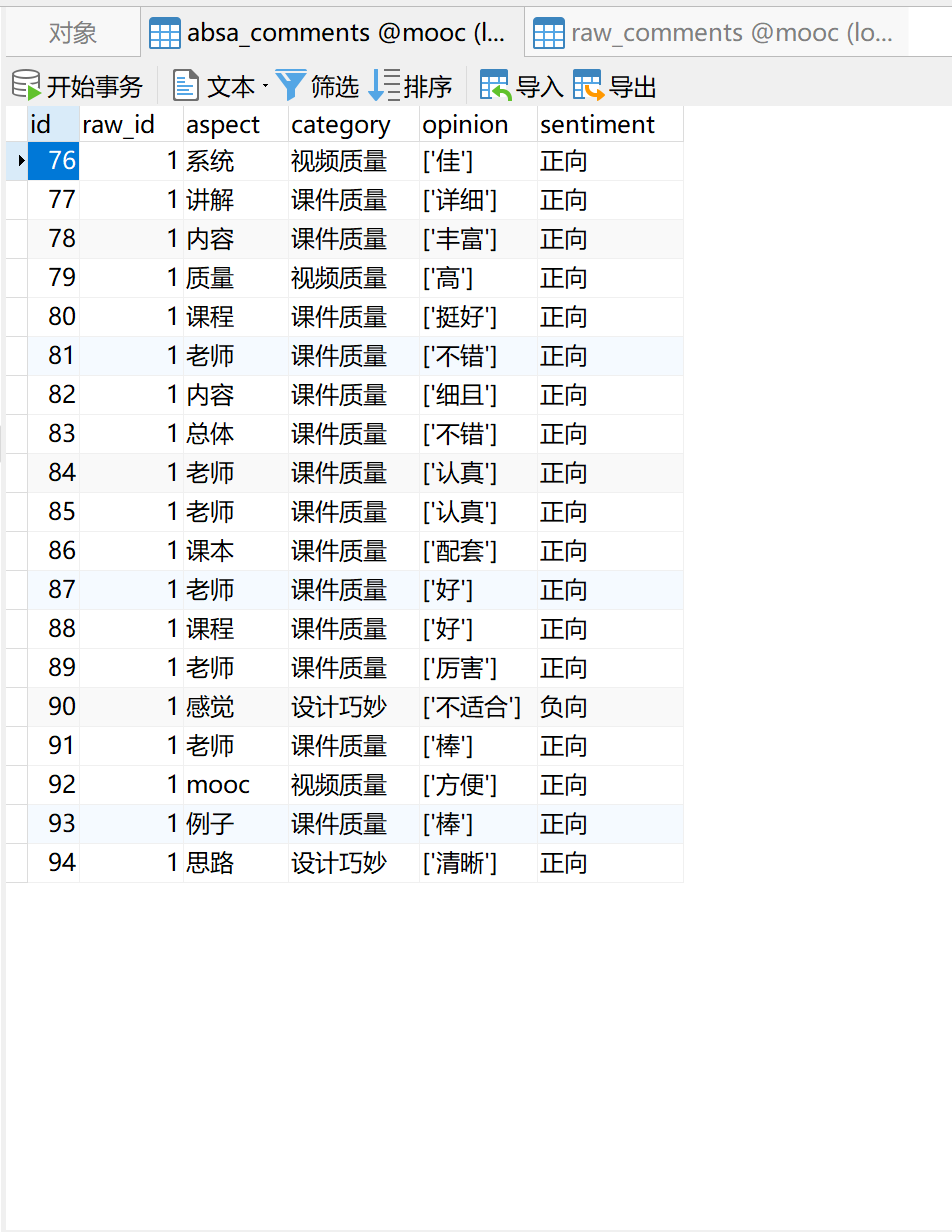 对象 absa_comments @mooc (l... raw_comments @mooc (lo...
开始事务 文本 筛选 排序 导入 导出
id raw_id aspect category opinion sentiment
76 1 系统 视频质量 ['佳'] 正向
77 1 讲解 课件质量 ['详细'] 正向
78 1 内容 课件质量 ['丰富'] 正向
79 1 质量 视频质量 ['高'] 正向
80 1 课程 课件质量 ['挺好'] 正向
81 1 老师 课件质量 ['不错'] 正向
82 1 内容 课件质量 ['细且'] 正向
83 1 总体 课件质量 ['不错'] 正向
84 1 老师 课件质量 ['认真'] 正向
85 1 老师 课件质量 ['认真'] 正向
86 1 课本 课件质量 ['配套'] 正向
87 1 老师 课件质量 ['好'] 正向
88 1 课程 课件质量 ['好'] 正向
89 1 老师 课件质量 ['厉害'] 正向
90 1 感觉 设计巧妙 ['不适合'] 负向
91 1 老师 课件质量 ['棒'] 正向
92 1 mooc 视频质量 ['方便'] 正向
93 1 例子 课件质量 ['棒'] 正向
94 1 思路 设计巧妙 ['清晰'] 正向